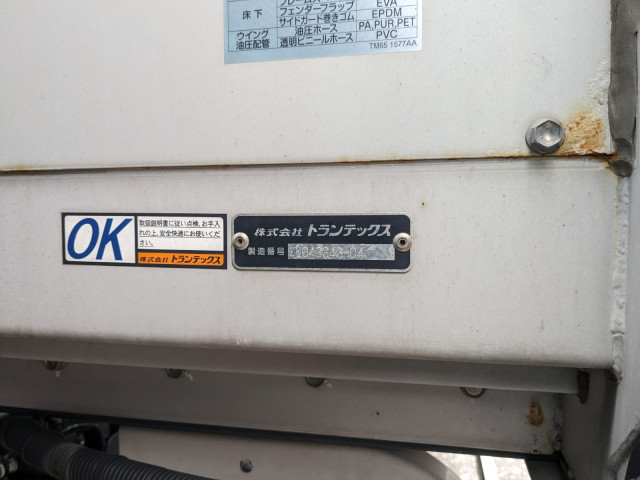 床下
フェンダーフラップ EVA
サイドガード巻きゴム EPDM
ウイング 油圧ホース PA,PUR,PET
油圧配管 透明ビニールホース PVC
TM65 1577AA
OK
取扱説明書に従い点検、お手入
れの上、安全快適にお使いくだ
さい。
株式会社 トランテックス
株式会社 トランテックス
製造番号